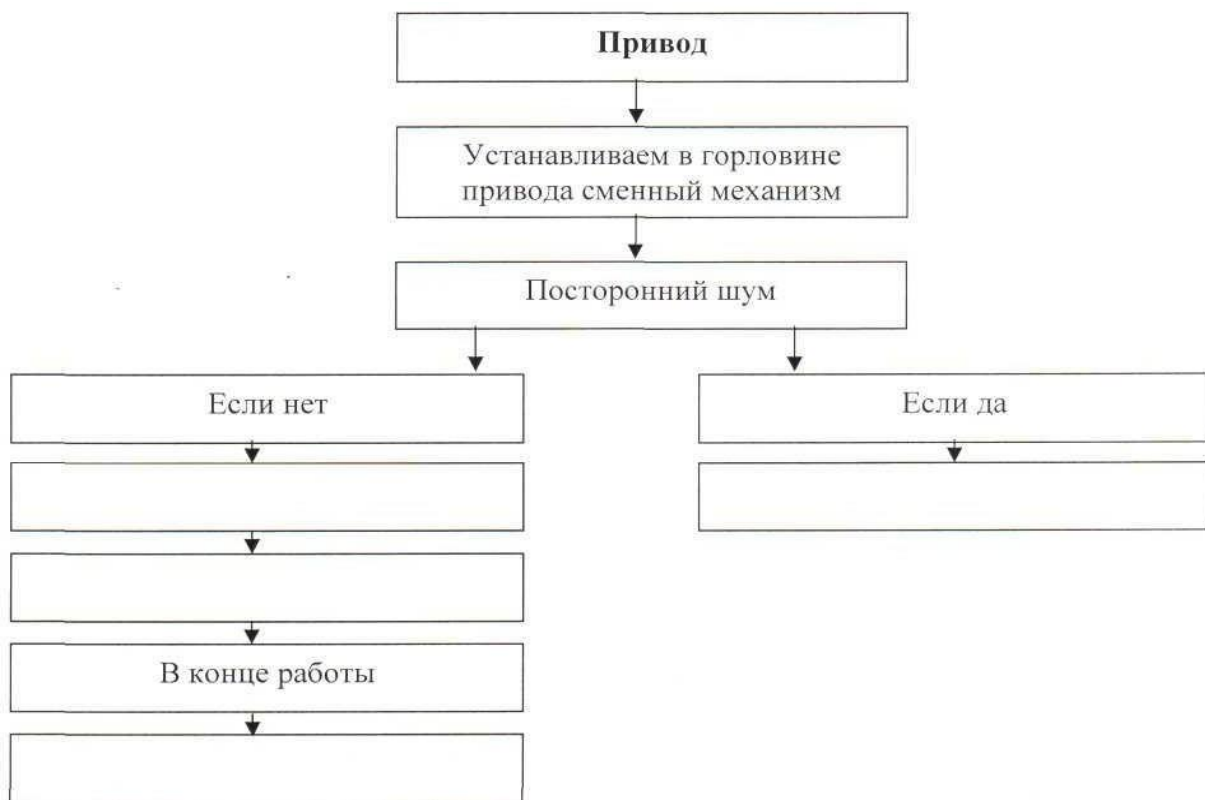 Привод
Устанавливаем в горловине
привода сменный механизм
Посторонний шум
Если нет
Если да
В конце работы